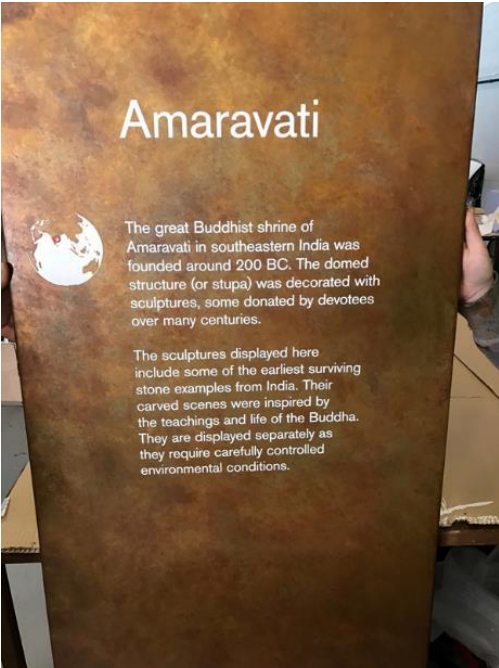 Amaravati
The great Buddhist shrine of
Amaravati in southeastern India was
founded around 200 BC. The domed
structure (or stupa) was decorated with
sculptures, some donated by devotees
over many centuries.
The sculptures displayed here
include some of the earliest surviving
stone examples from India. Their
carved scenes were inspired by
the teachings and life of the Buddha.
They are displayed separately as
they require carefully controlled
environmental conditions.